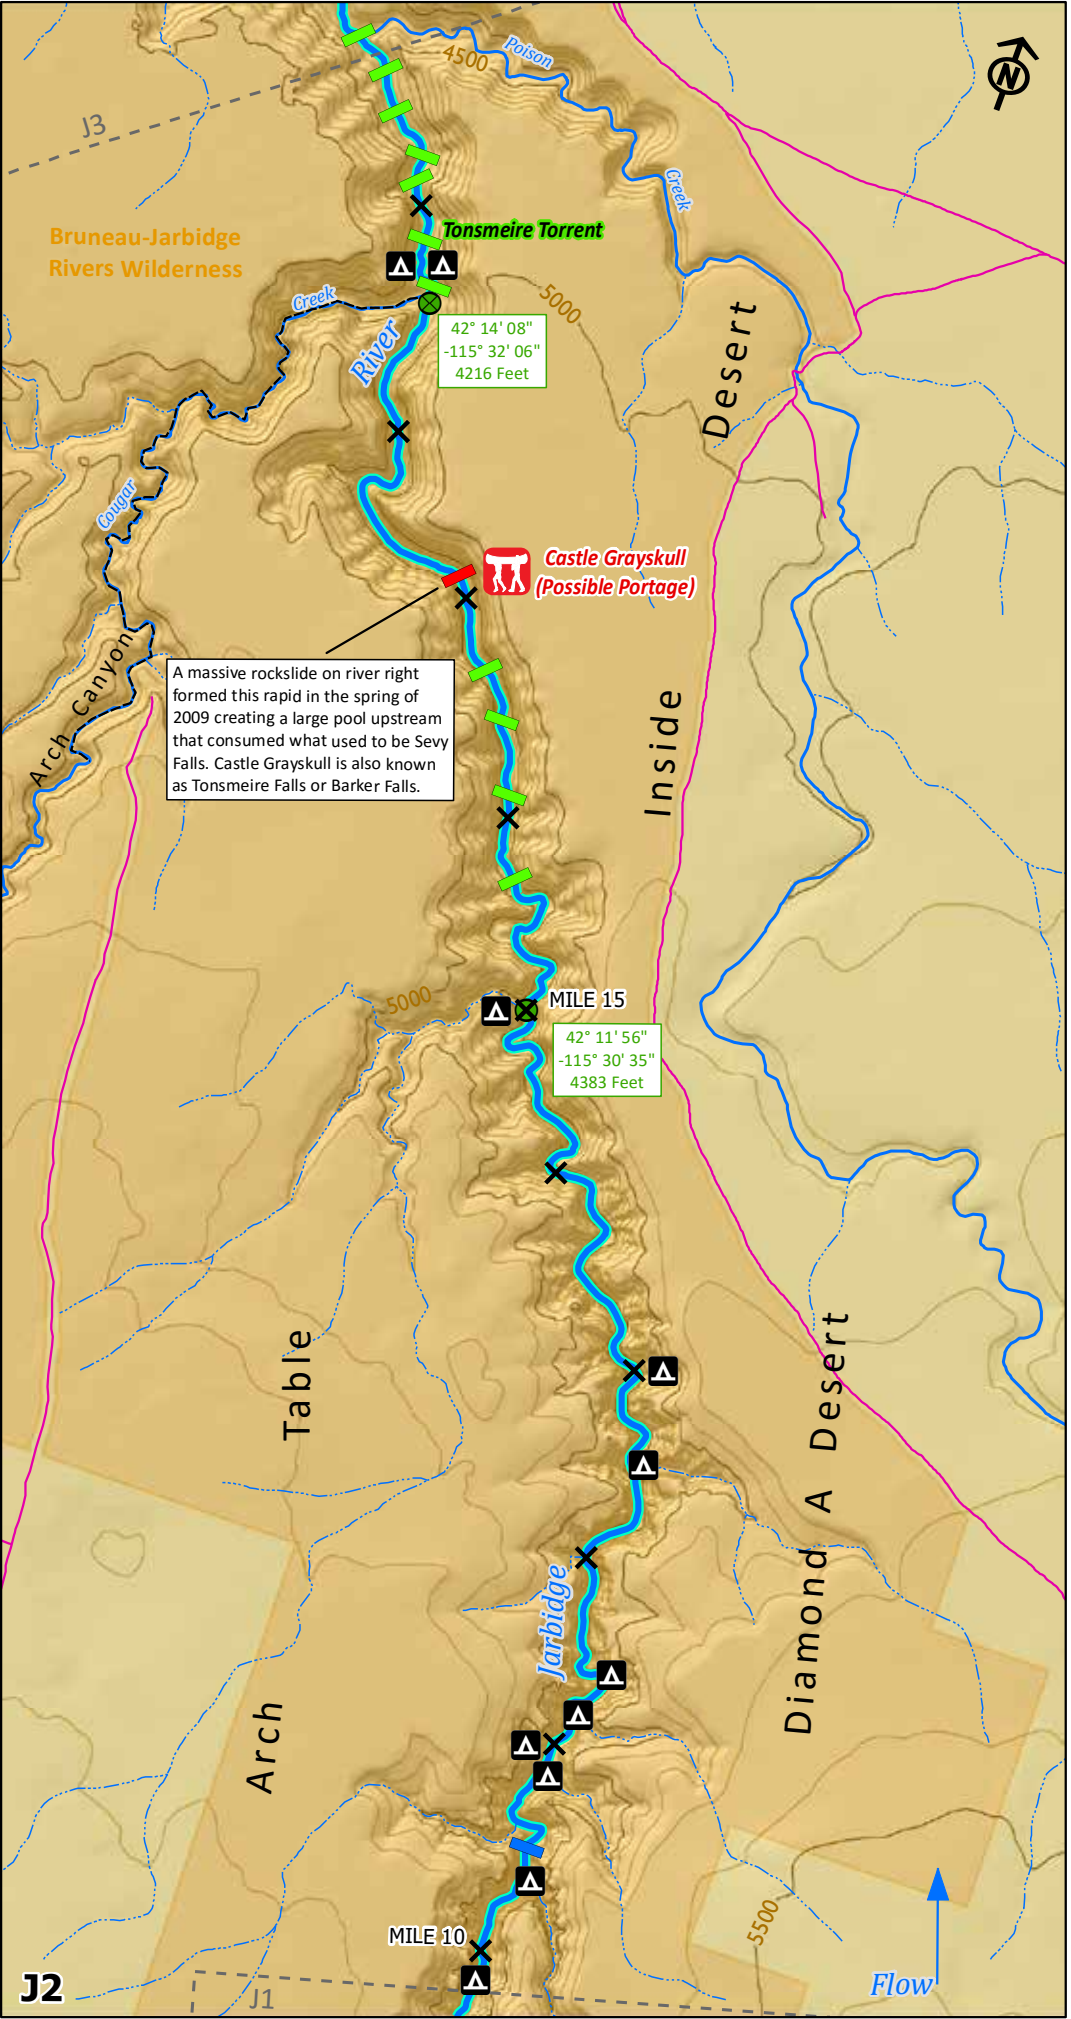 Poison
4500
N
J3
Creek
Tonsmeire Torrent
Bruneau-Jarbidge
Rivers Wilderness
Creek
5000
42° 14' 08"
-115° 32' 06"
4216 Feet
River
Desert
Cougar
Castle Grayskull
(Possible Portage)
Arch Canyon
A massive rockslide on river right
formed this rapid in the spring of
2009 creating a large pool upstream
that consumed what used to be Sevy
Falls. Castle Grayskull is also known
as Tonsmeire Falls or Barker Falls.
Inside
5000
MILE 15
42° 11' 56"
-115° 30' 35"
4383 Feet
Table
Desert
A
Diamond
Jarbidge
Arch
5500
MILE 10
J2
J1
Flow